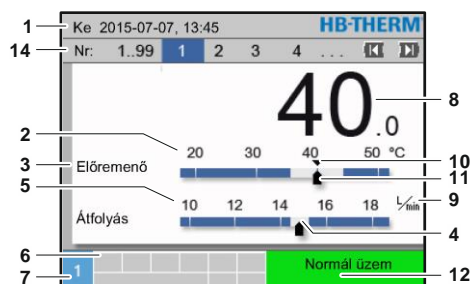 1 Ke 2015-07-07, 13:45 HB-THERM
14 Nr: 1..99 1 2 3 4 ...
40.0 8
2 20 30 40 50 °C 10
3 Előremenő 11
5 10 12 14 16 18 L/min 9
Átfolyás 4
6
7 1 Normál üzem 12